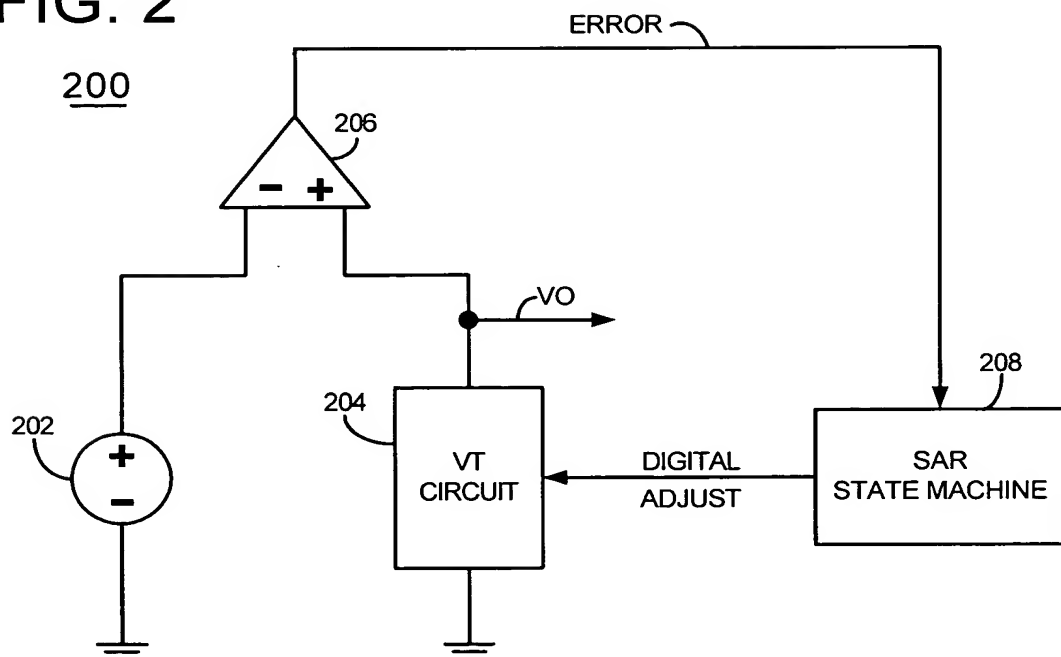 FIG. 2
ERROR
200
206
- +
VO
208
204
202
+
-
VT
CIRCUIT
DIGITAL
ADJUST
SAR
STATE MACHINE